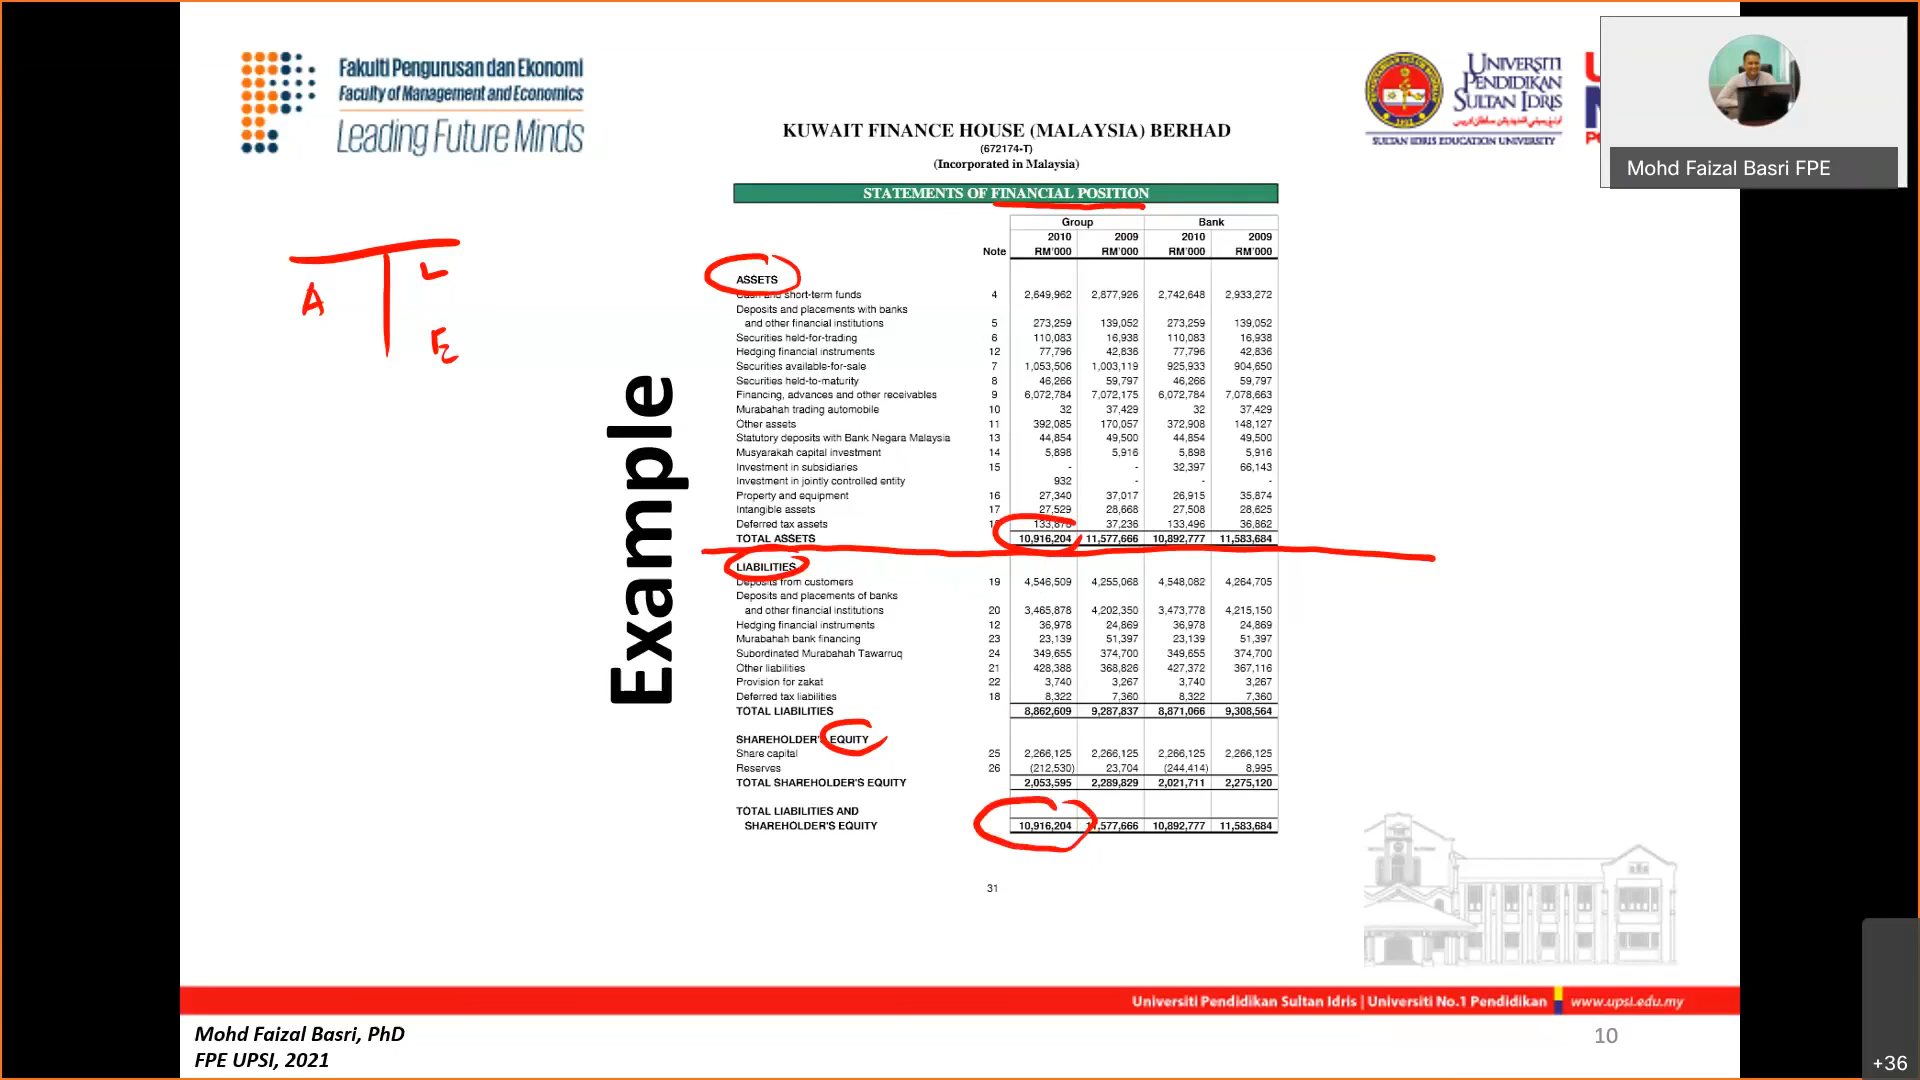 Fakulti Pengurusan dan Ekonomi
Faculty of Management and Economics
Leading Future Minds
UNIVERSITI
PENDIDIKAN
SULTAN IDRIS
SULTAN IDRIS EDUCATION UNIVERSITY
Mohd Faizal Basri FPE
KUWAIT FINANCE HOUSE (MALAYSIA) BERHAD
(672174-T)
(Incorporated in Malaysia)
STATEMENTS OF FINANCIAL POSITION
Group Bank
2010 2009 2010 2009
Note RM'000 RM'000 RM'000 RM'000
A
L
E
Example
ASSETS
Cash and short-term funds 4 2,649,962 2,877,926 2,742,648 2,933,272
Deposits and placements with banks
and other financial institutions 5 273,259 139,052 273,259 139,052
Securities held-for-trading 6 110,083 16,938 110,083 16,938
Hedging financial instruments 12 77,796 42,836 77,796 42,836
Securities available-for-sale 7 1,053,506 1,003,119 925,933 904,650
Securities held-to-maturity 8 46,266 59,797 46,266 59,797
Financing, advances and other receivables 9 6,072,784 7,072,175 6,072,784 7,078,663
Murabahah trading automobile 10 32 37,429 32 37,429
Other assets 11 392,085 170,057 372,908 148,127
Statutory deposits with Bank Negara Malaysia 13 44,854 49,500 44,854 49,500
Musyarakah capital investment 14 5,898 5,916 5,898 5,916
Investment in subsidiaries 15 - - 32,397 66,143
Investment in jointly controlled entity 932 - - -
Property and equipment 16 27,340 37,017 26,915 35,874
Intangible assets 17 27,529 28,668 27,508 28,625
Deferred tax assets 37,236 133,496 36,862
TOTAL ASSETS 10,916,204 11,577,666 10,892,777 11,583,684
LIABILITIES
Deposits from customers 19 4,546,509 4,255,068 4,548,082 4,264,705
Deposits and placements of banks
and other financial institutions 20 3,465,878 4,202,350 3,473,778 4,215,150
Hedging financial instruments 12 36,978 24,869 36,978 24,869
Murabahah bank financing 23 23,139 51,397 23,139 51,397
Subordinated Murabahah Tawarruq 24 349,655 374,700 349,655 374,700
Other liabilities 21 428,388 368,826 427,372 367,116
Provision for zakat 22 3,740 3,267 3,740 3,267
Deferred tax liabilities 18 8,322 7,360 8,322 7,360
TOTAL LIABILITIES 8,862,609 9,287,837 8,871,066 9,308,564
SHAREHOLDER'S EQUITY
Share capital 25 2,266,125 2,266,125 2,266,125 2,266,125
Reserves 26 (212,530) 23,704 (244,414) 8,995
TOTAL SHAREHOLDER'S EQUITY 2,053,595 2,289,829 2,021,711 2,275,120
TOTAL LIABILITIES AND
SHAREHOLDER'S EQUITY 10,916,204 11,577,666 10,892,777 11,583,684
31
Universiti Pendidikan Sultan Idris | Universiti No.1 Pendidikan www.upsi.edu.my
Mohd Faizal Basri, PhD
FPE UPSI, 2021
10
+36